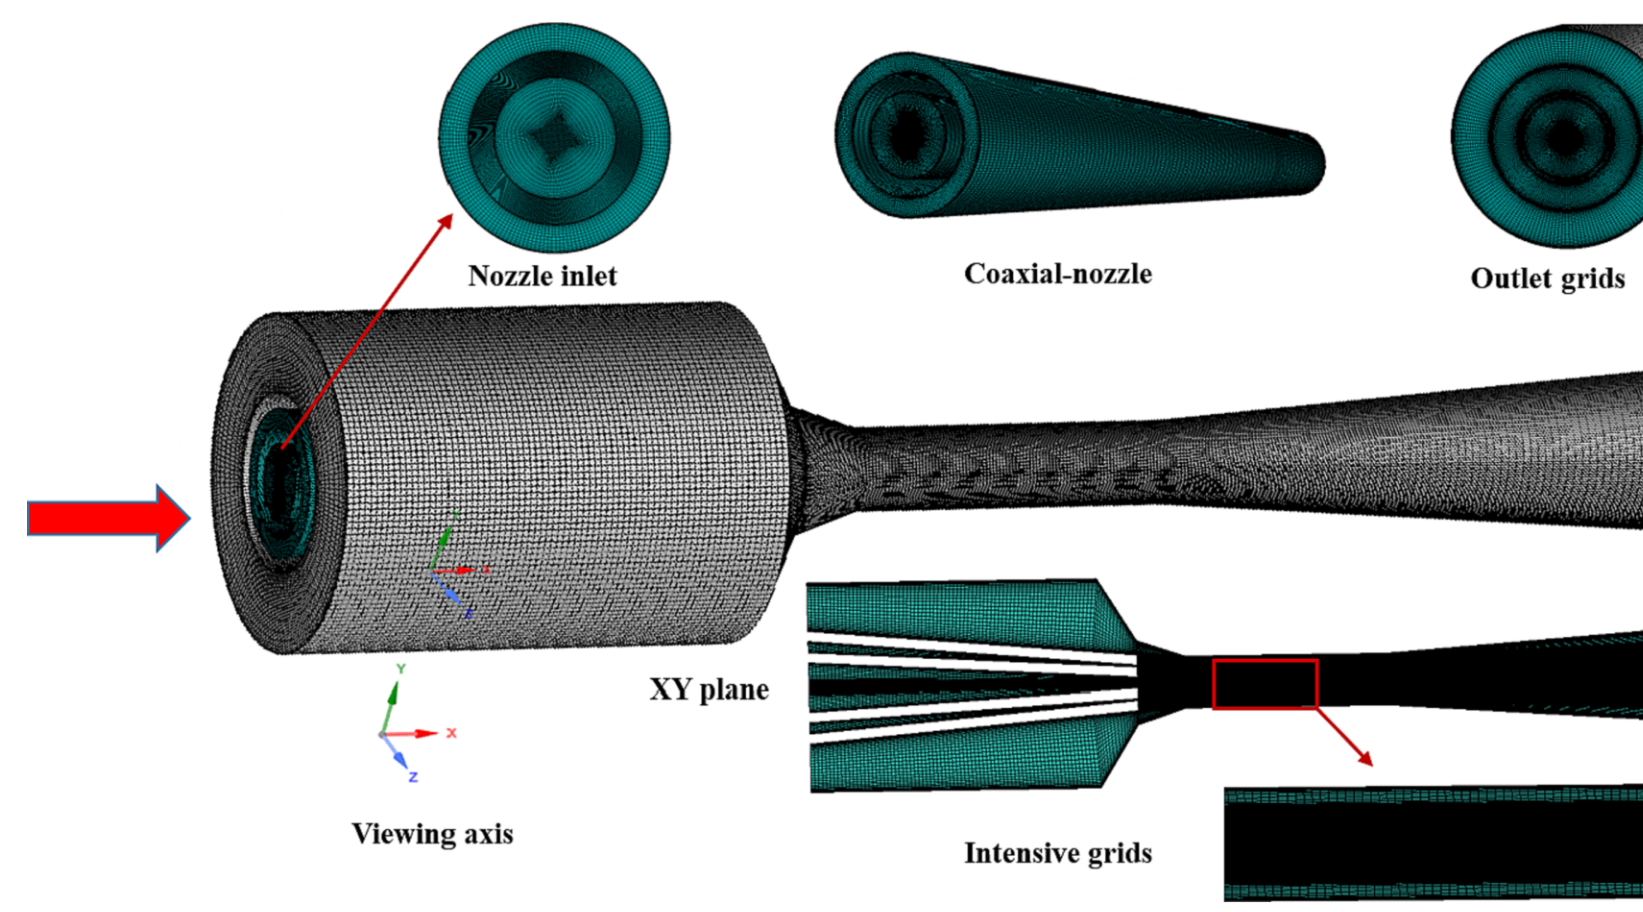 Nozzle inlet
Coaxial-nozzle
Outlet grids
X
Z
XY plane
Y
X
Z
Viewing axis
Intensive grids